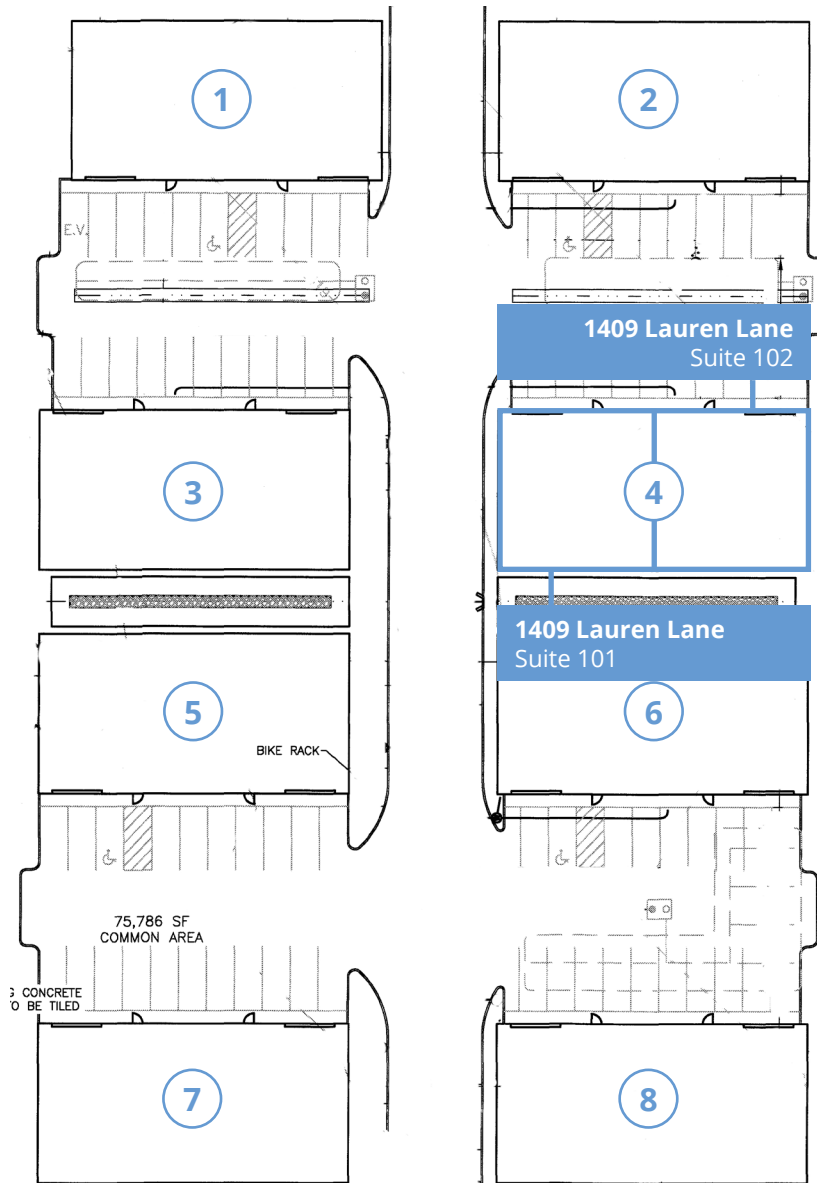 1
2
E.V.
1409 Lauren Lane
Suite 102
3
4
1409 Lauren Lane
Suite 101
5
6
BIKE RACK
75,786 SF
COMMON AREA
CONCRETE
TO BE TILED
7
8